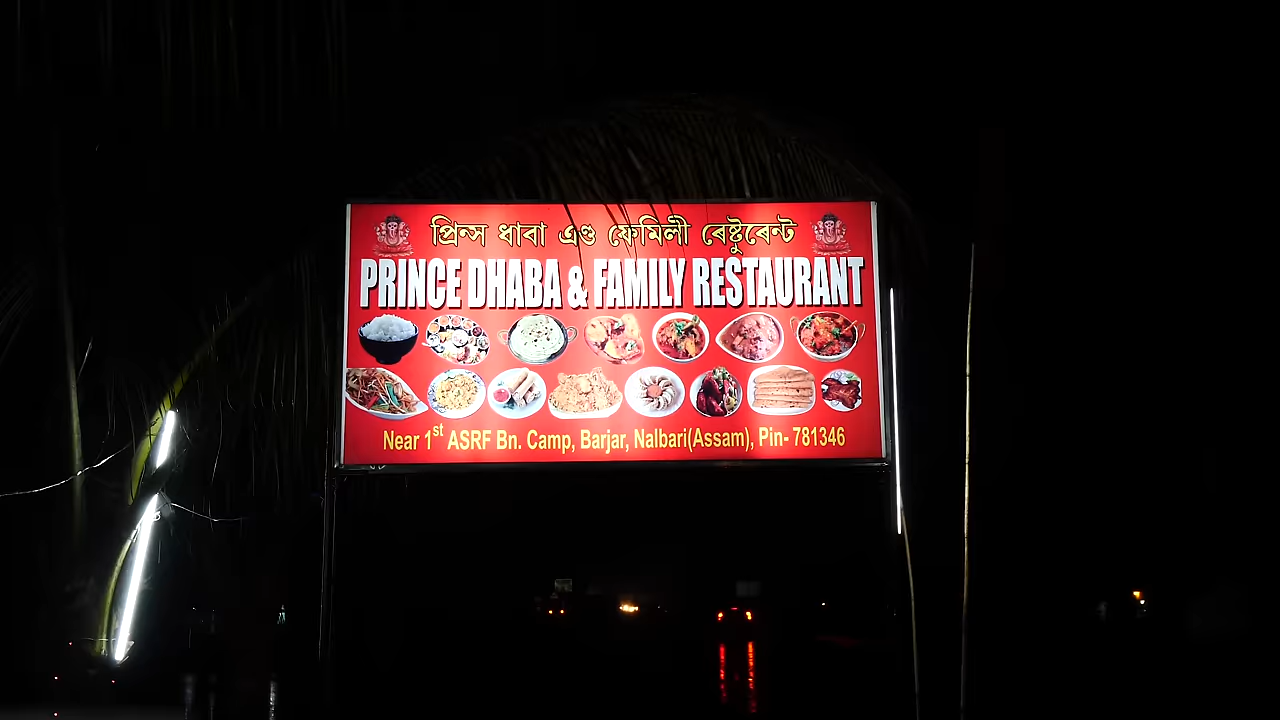 প্ৰিন্স ধাবা এণ্ড ফেমিলী ৰেষ্টুৰেন্ট
PRINCE DHABA & FAMILY RESTAURANT
Near 1st ASRF Bn. Camp, Barjar, Nalbari(Assam), Pin- 781346